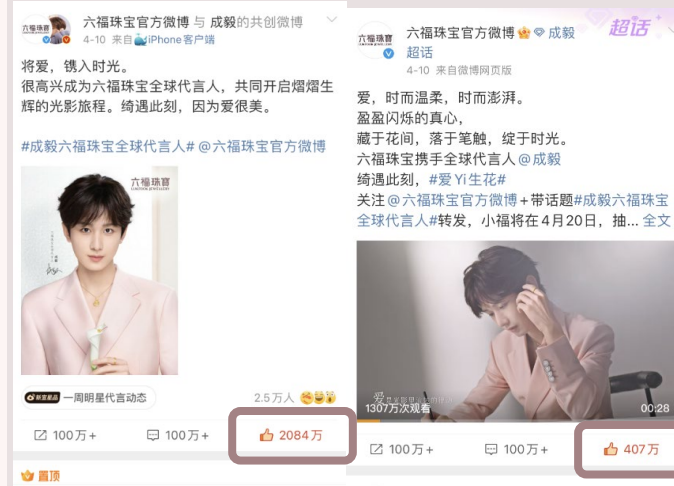 六福珠宝官方微博 与 成毅的共创微博
4-10 来自 iPhone客户端
将爱，镌入时光。
很高兴成为六福珠宝全球代言人，共同开启熠熠生
辉的光影旅程。绮遇此刻，因为爱很美。
#成毅六福珠宝全球代言人# @六福珠宝官方微博
六福珠寶
一周明星代言动态
2.5万人
100万+
100万+
2084万
置顶
六福珠寶
六福珠宝官方微博 成毅
超话
4-10 来自微博网页版
超话
爱，时而温柔，时而澎湃。
盈盈闪烁的真心，
藏于花间，落于笔触，绽于时光。
六福珠宝携手全球代言人@成毅
绮遇此刻，#爱Yi生花#
关注@六福珠宝官方微博+带话题#成毅六福珠宝
全球代言人#转发，小福将在4月20日，抽... 全文
1307万次观看
00:28
100万+
100万+
407万